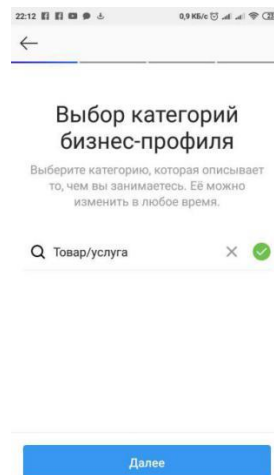 22:12 0,9 КБ/с
Выбор категорий
бизнес-профиля
Выберите категорию, которая описывает
то, чем вы занимаетесь. Её можно
изменить в любое время.
Товар/услуга
Далее